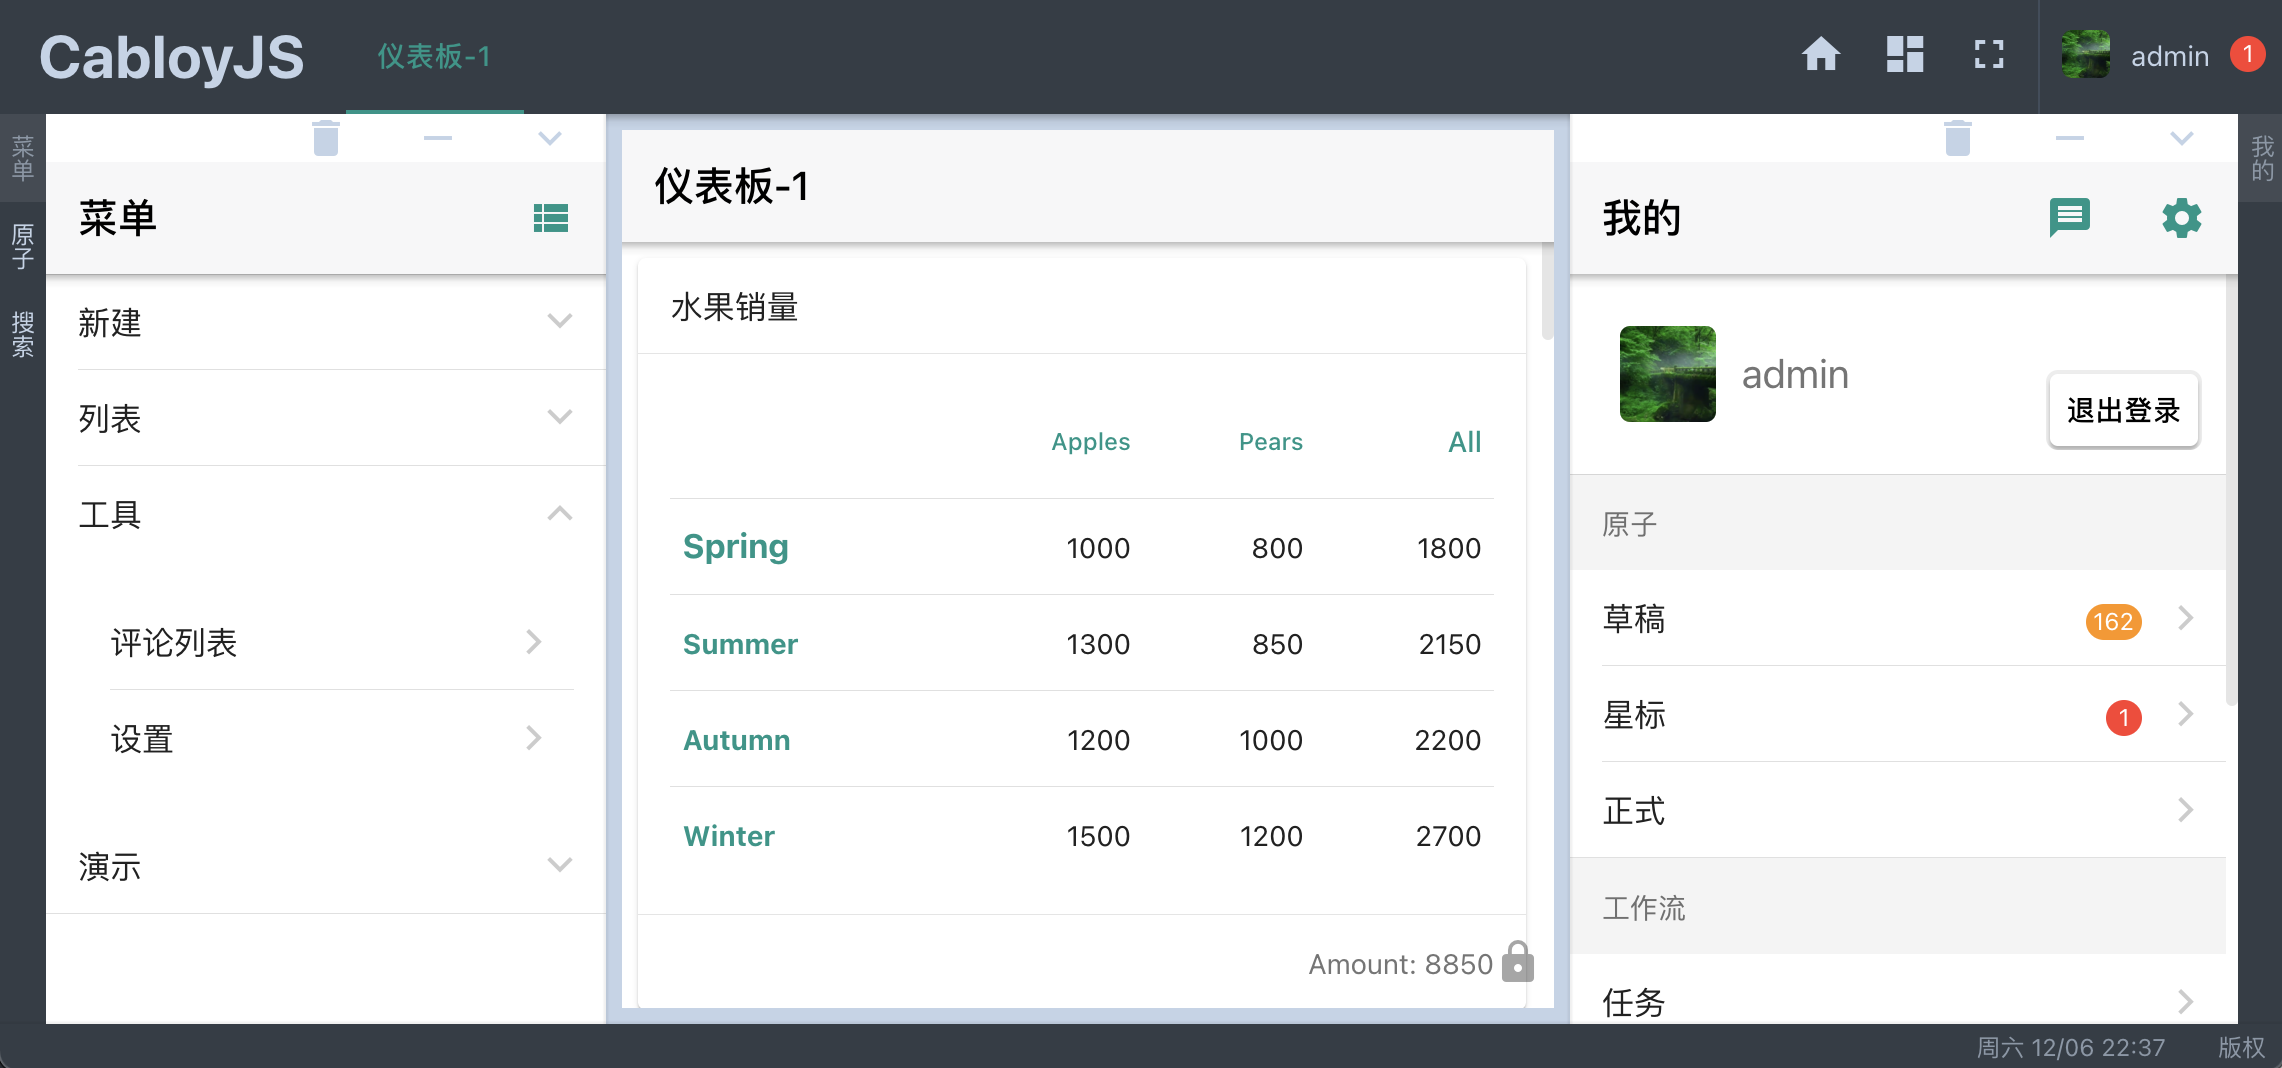 CabloyJS
仪表板-1
admin
1
菜单
原子
搜索
菜单
新建
列表
工具
评论列表
设置
演示
仪表板-1
水果销量
Apples Pears All
Spring 1000 800 1800
Summer 1300 850 2150
Autumn 1200 1000 2200
Winter 1500 1200 2700
Amount: 8850
我的
admin
退出登录
原子
草稿 162
星标 1
正式
工作流
任务
我的
周六 12/06 22:37
版权